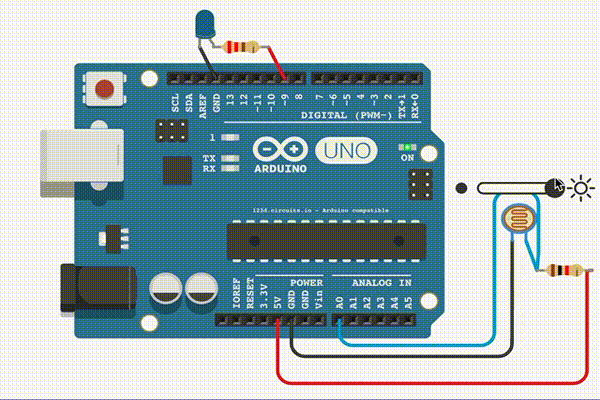 SCL
SDA
AREF
GND
13
12
~11
~10
~9
8
7
~6
~5
4
~3
2
TX→1
RX←0
DIGITAL (PWM~)
1
TX
RX
UNO
ARDUINO
ON
123d.circuits.io - Arduino compatible
POWER
ANALOG IN
IOREF
RESET
3.3V
5V
GND
GND
Vin
A0
A1
A2
A3
A4
A5